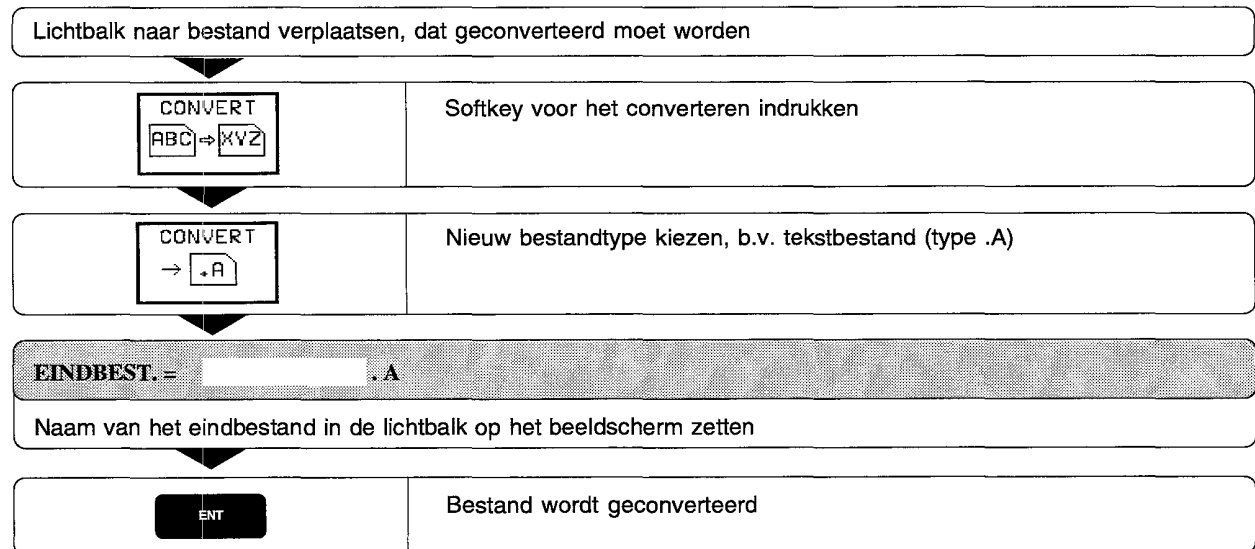 Lichtbalk naar bestand verplaatsen, dat geconverteerd moet worden
CONVERT
ABC ⇨ XYZ
Softkey voor het converteren indrukken
CONVERT
→ .A
Nieuw bestandtype kiezen, b.v. tekstbestand (type .A)
EINDBEST. = . A
Naam van het eindbestand in de lichtbalk op het beeldscherm zetten
ENT
Bestand wordt geconverteerd